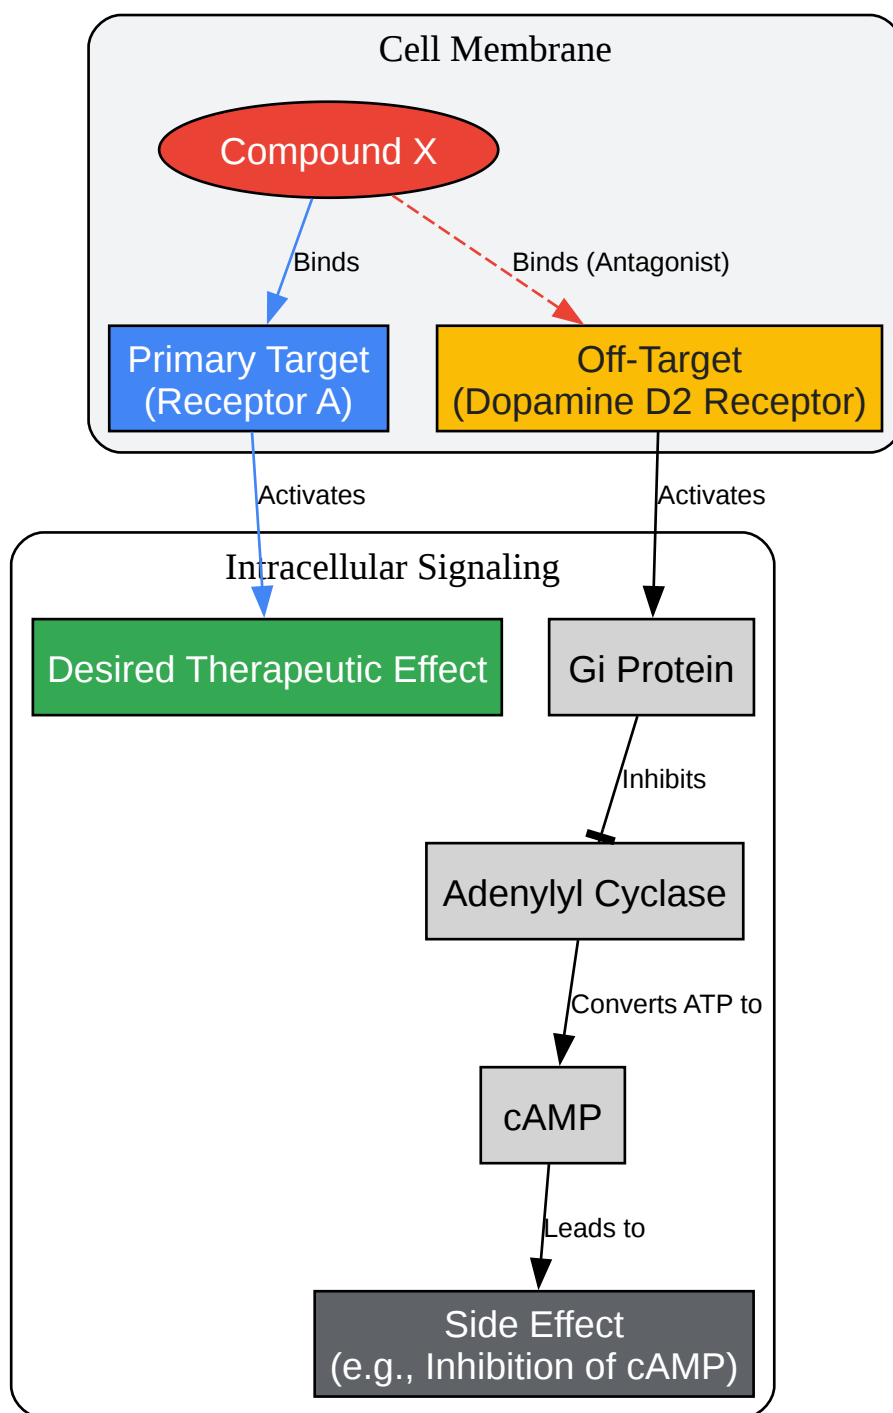 Cell Membrane
Compound X
Binds
Binds (Antagonist)
Primary Target
(Receptor A)
Off-Target
(Dopamine D2 Receptor)
Activates
Activates
Intracellular Signaling
Desired Therapeutic Effect
Gi Protein
Inhibits
Adenylyl Cyclase
Converts ATP to
cAMP
Leads to
Side Effect
(e.g., Inhibition of cAMP)